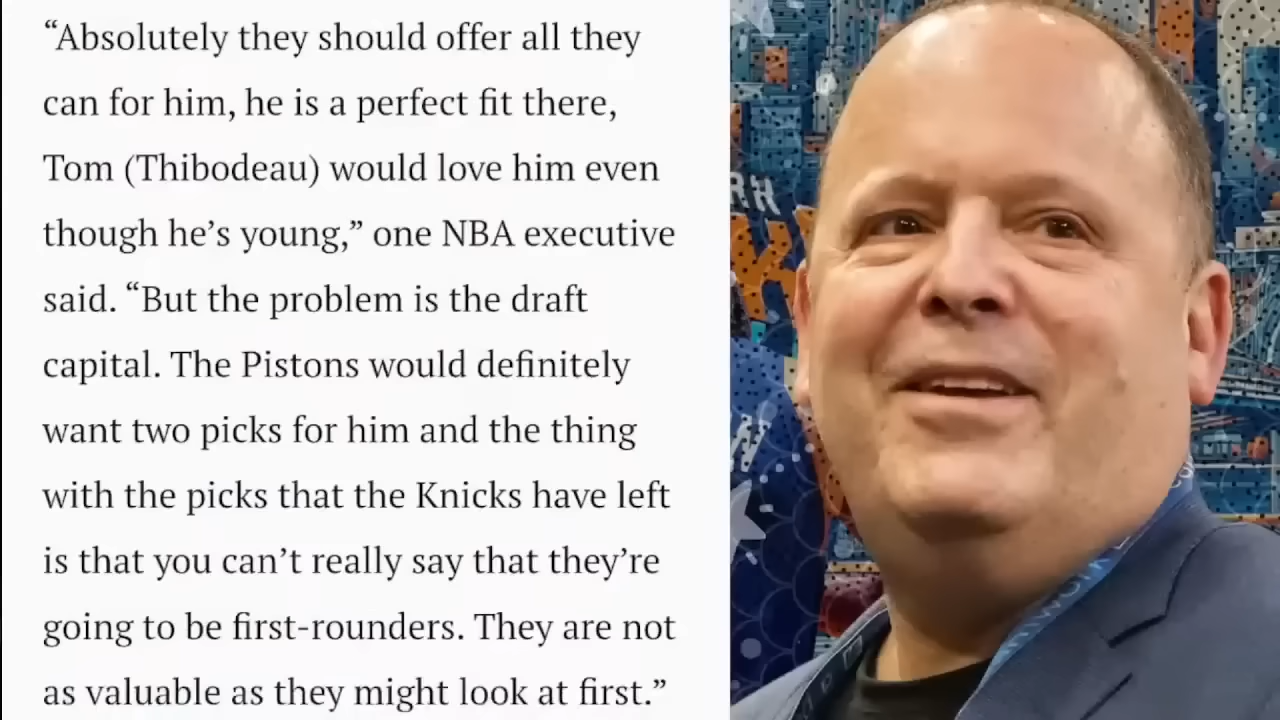 “Absolutely they should offer all they
can for him, he is a perfect fit there,
Tom (Thibodeau) would love him even
though he’s young,” one NBA executive
said. “But the problem is the draft
capital. The Pistons would definitely
want two picks for him and the thing
with the picks that the Knicks have left
is that you can’t really say that they’re
going to be first-rounders. They are not
as valuable as they might look at first.”